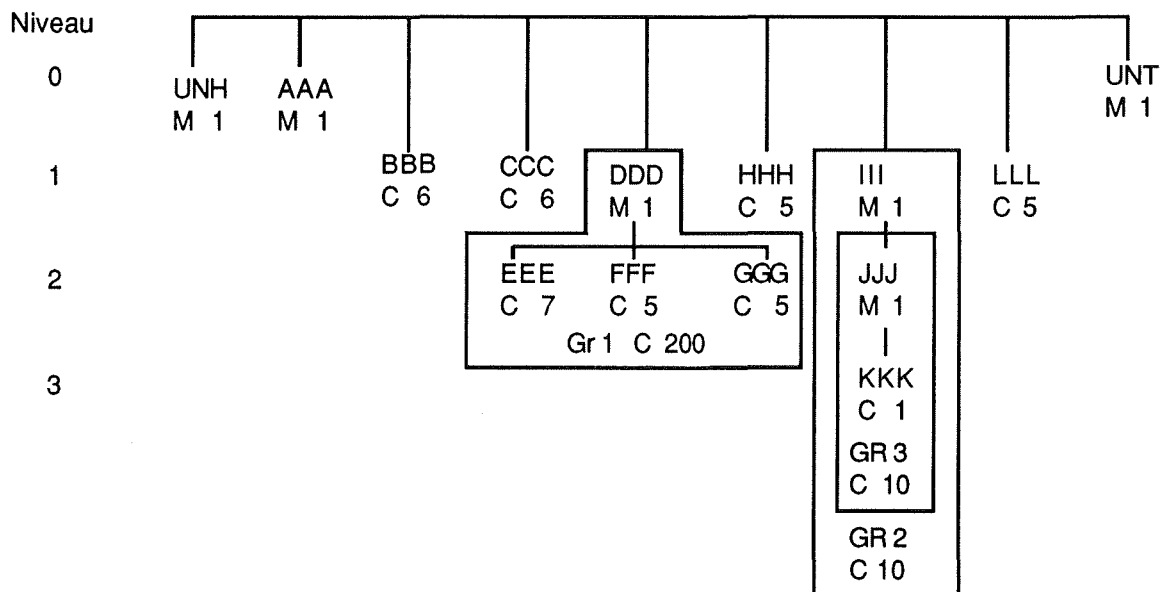 Niveau
0
UNH
M 1
AAA
M 1
UNT
M 1
1
BBB
C 6
CCC
C 6
DDD
M 1
HHH
C 5
III
M 1
LLL
C 5
2
EEE
C 7
FFF
C 5
GGG
C 5
Gr 1 C 200
JJJ
M 1
3
KKK
C 1
GR 3
C 10
GR 2
C 10